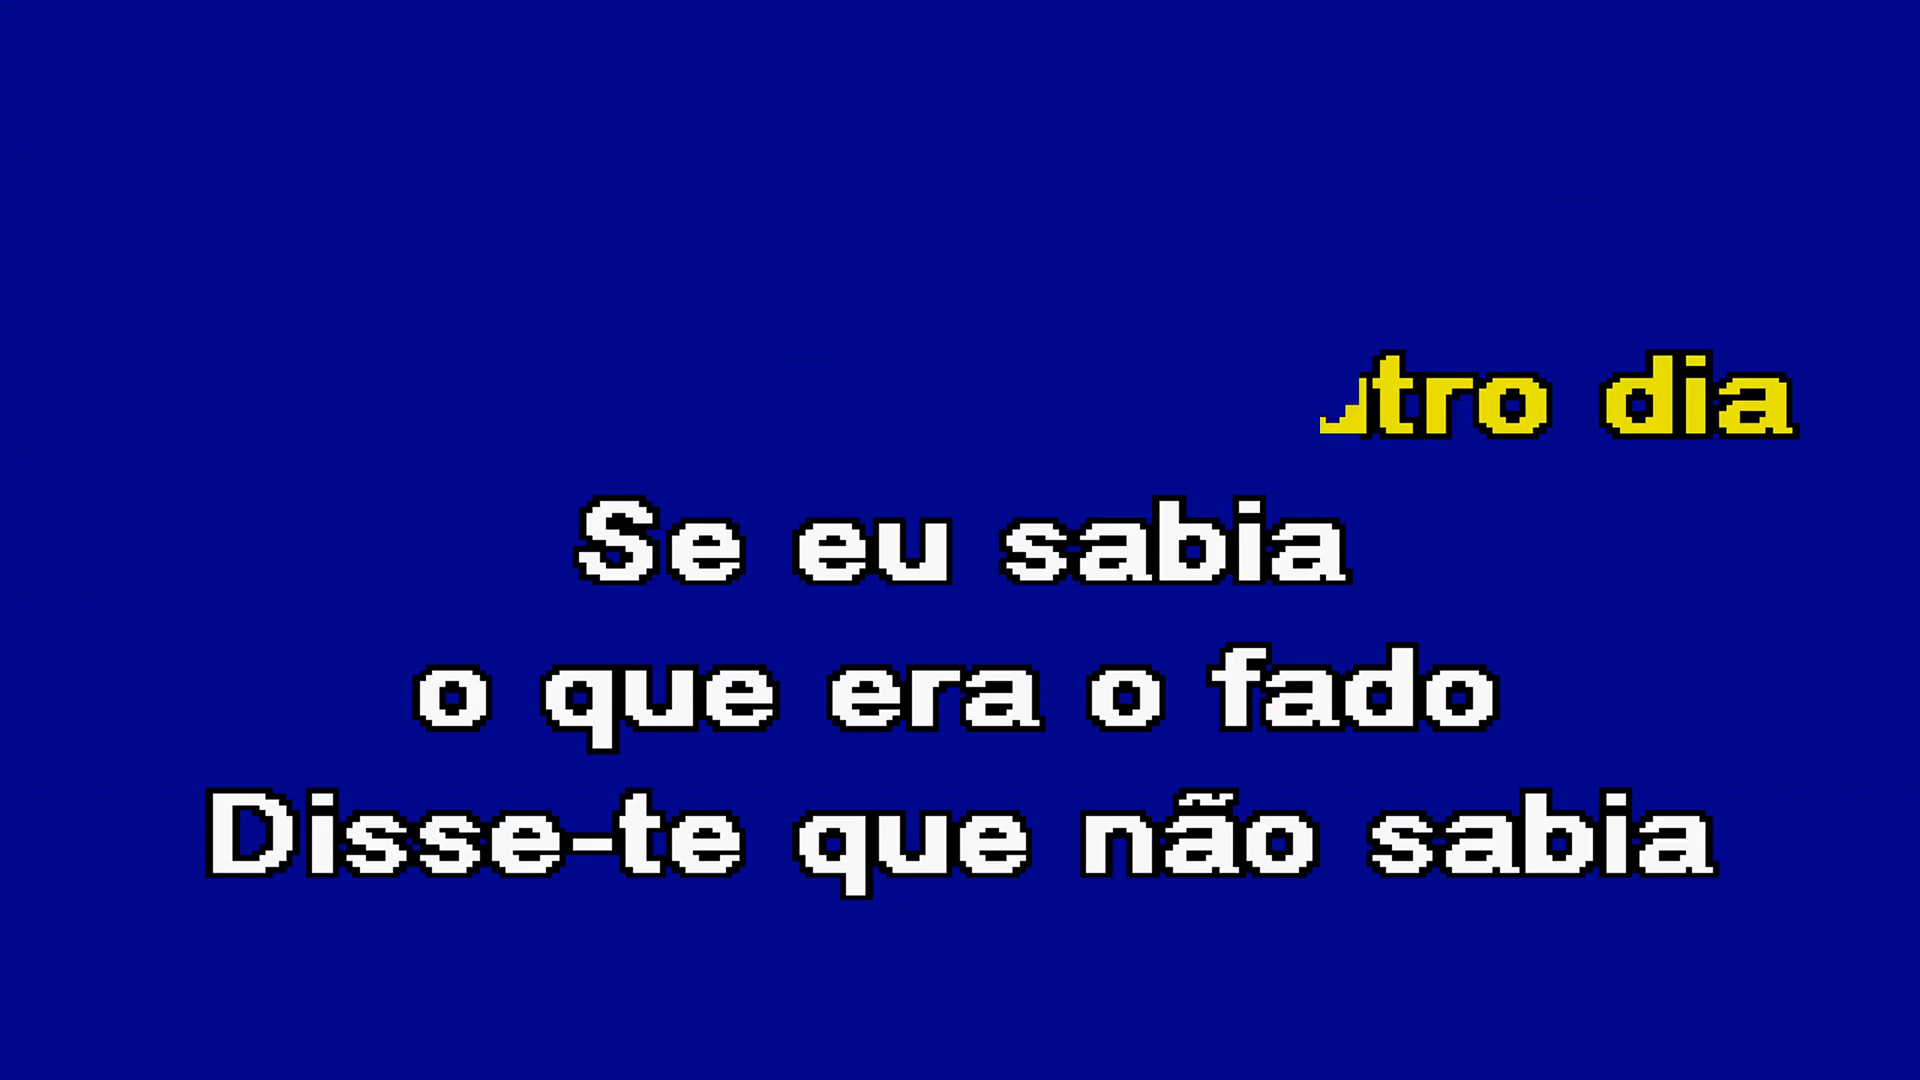 tro dia
Se eu sabia
o que era o fado
Disse-te que não sabia